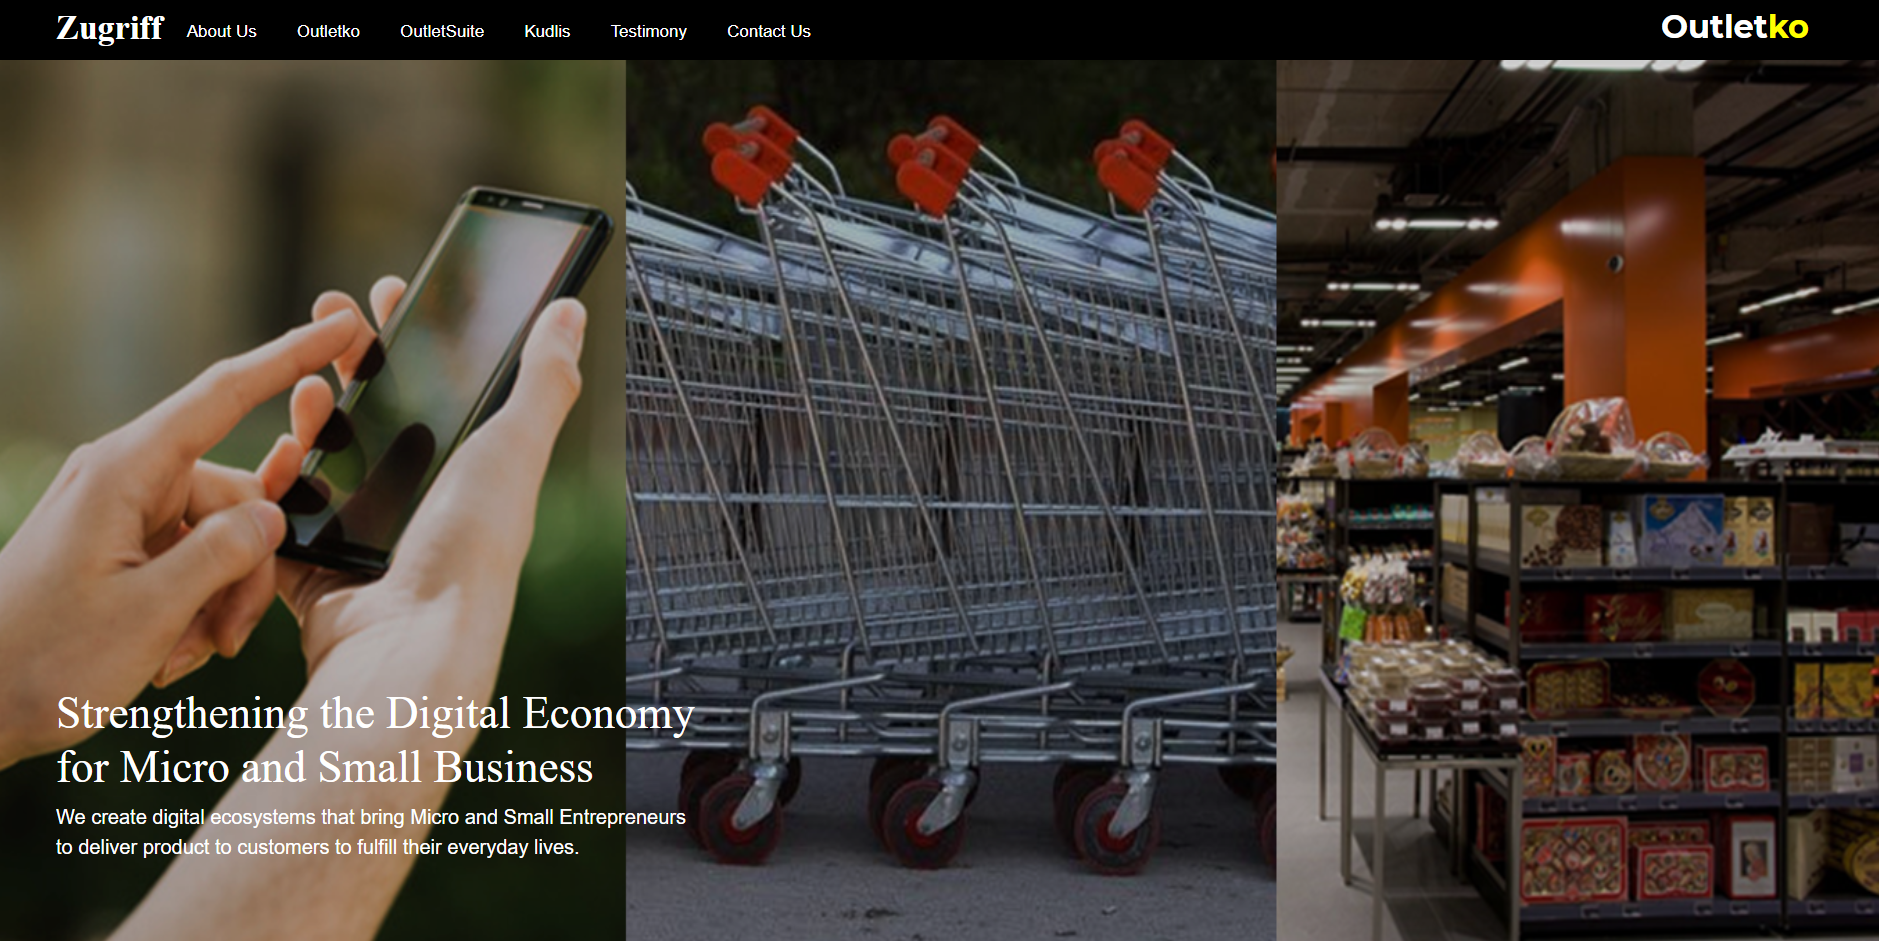 Zugriff About Us Outletko OutletSuite Kudlis Testimony Contact Us Outletko
Strengthening the Digital Economy
for Micro and Small Business
We create digital ecosystems that bring Micro and Small Entrepreneurs
to deliver product to customers to fulfill their everyday lives.